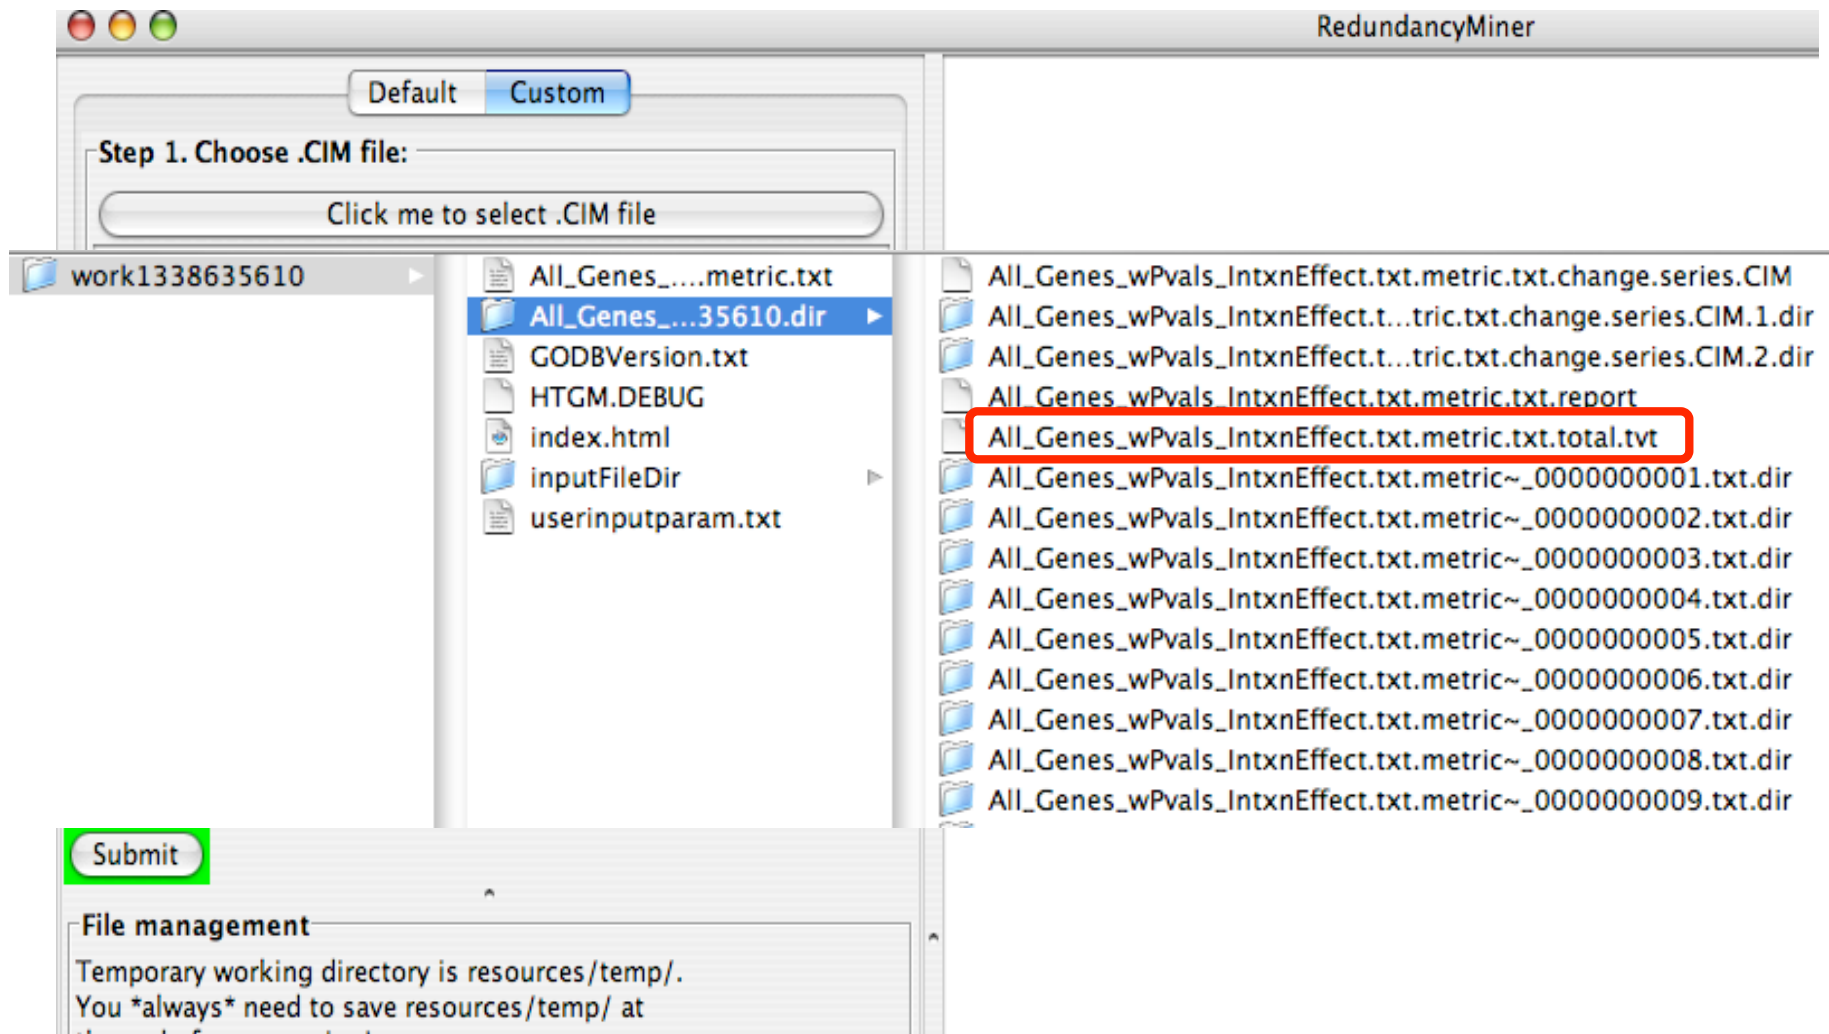 RedundancyMiner
Default Custom
Step 1. Choose .CIM file:
Click me to select .CIM file
work1338635610
All_Genes_....metric.txt
All_Genes_...35610.dir
GODBVersion.txt
HTGM.DEBUG
index.html
inputFileDir
userinputparam.txt
All_Genes_wPvals_IntxnEffect.txt.metric.txt.change.series.CIM
All_Genes_wPvals_IntxnEffect.t...tric.txt.change.series.CIM.1.dir
All_Genes_wPvals_IntxnEffect.t...tric.txt.change.series.CIM.2.dir
All_Genes_wPvals_IntxnEffect.txt.metric.txt.report
All_Genes_wPvals_IntxnEffect.txt.metric.txt.total.tvt
All_Genes_wPvals_IntxnEffect.txt.metric~_0000000001.txt.dir
All_Genes_wPvals_IntxnEffect.txt.metric~_0000000002.txt.dir
All_Genes_wPvals_IntxnEffect.txt.metric~_0000000003.txt.dir
All_Genes_wPvals_IntxnEffect.txt.metric~_0000000004.txt.dir
All_Genes_wPvals_IntxnEffect.txt.metric~_0000000005.txt.dir
All_Genes_wPvals_IntxnEffect.txt.metric~_0000000006.txt.dir
All_Genes_wPvals_IntxnEffect.txt.metric~_0000000007.txt.dir
All_Genes_wPvals_IntxnEffect.txt.metric~_0000000008.txt.dir
All_Genes_wPvals_IntxnEffect.txt.metric~_0000000009.txt.dir
Submit
File management
Temporary working directory is resources/temp/.
You *always* need to save resources/temp/ at